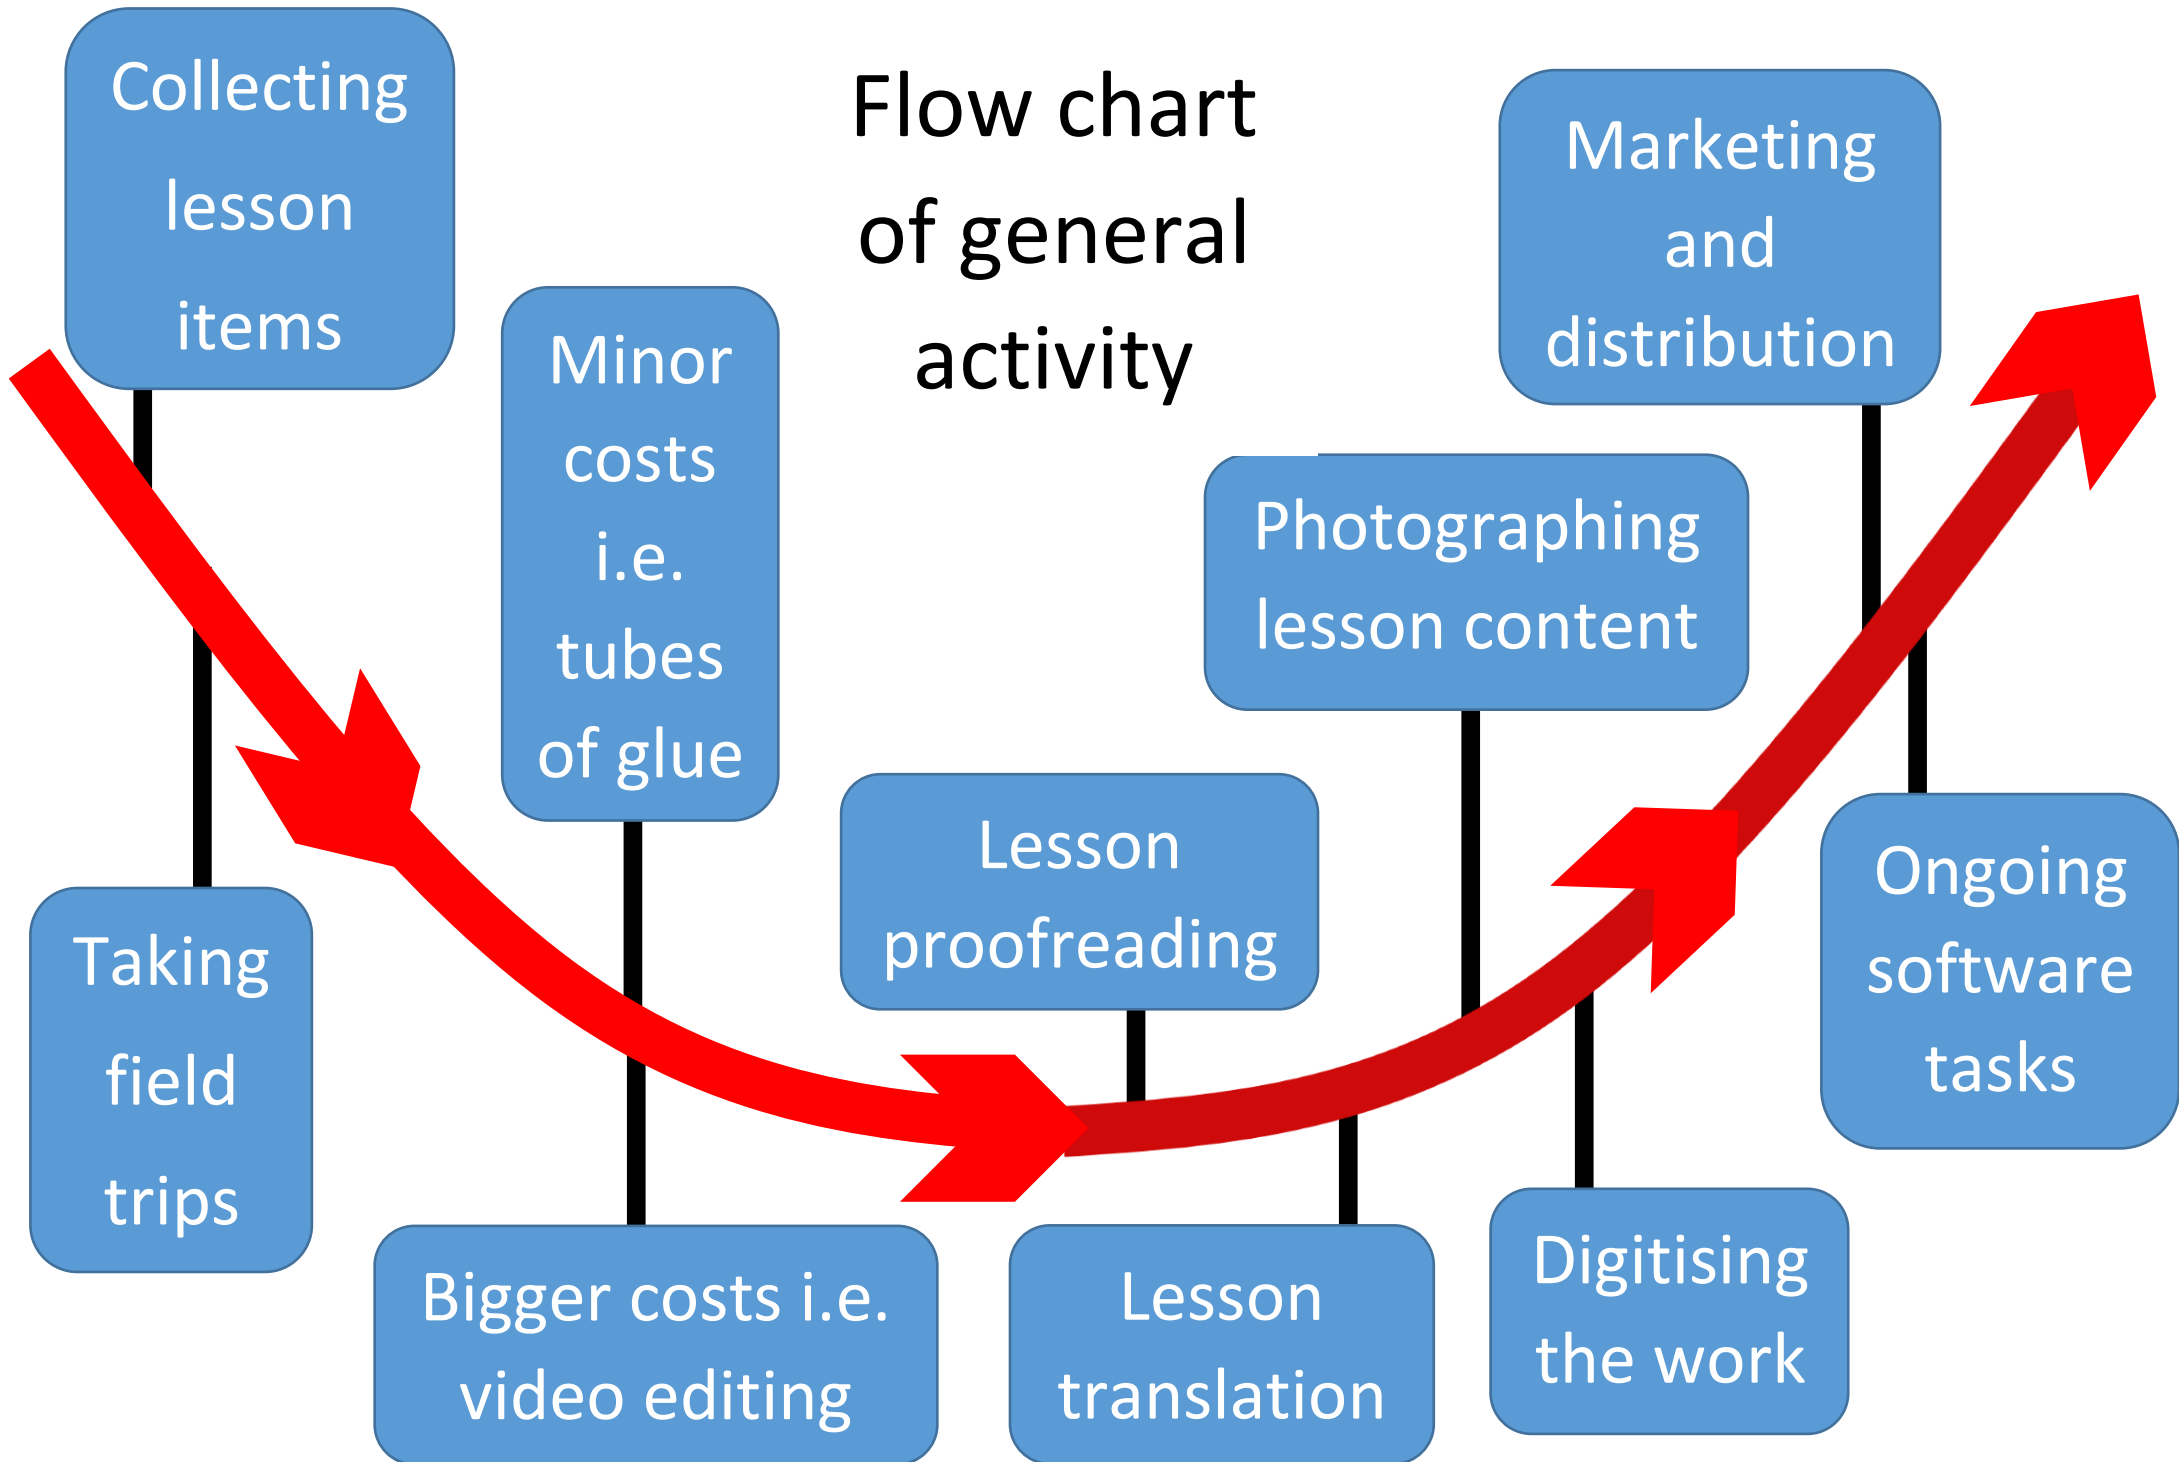 Flow chart
of general
activity
Collecting
lesson
items
Taking
field
trips
Minor
costs
i.e.
tubes
of glue
Bigger costs i.e.
video editing
Lesson
proofreading
Lesson
translation
Photographing
lesson content
Digitising
the work
Marketing
and
distribution
Ongoing
software
tasks